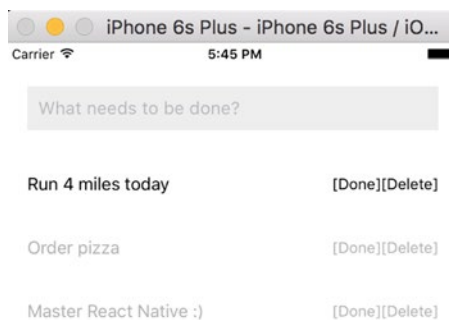 iPhone 6s Plus - iPhone 6s Plus / iO...
Carrier 5:45 PM
What needs to be done?
Run 4 miles today [Done][Delete]
Order pizza [Done][Delete]
Master React Native :) [Done][Delete]